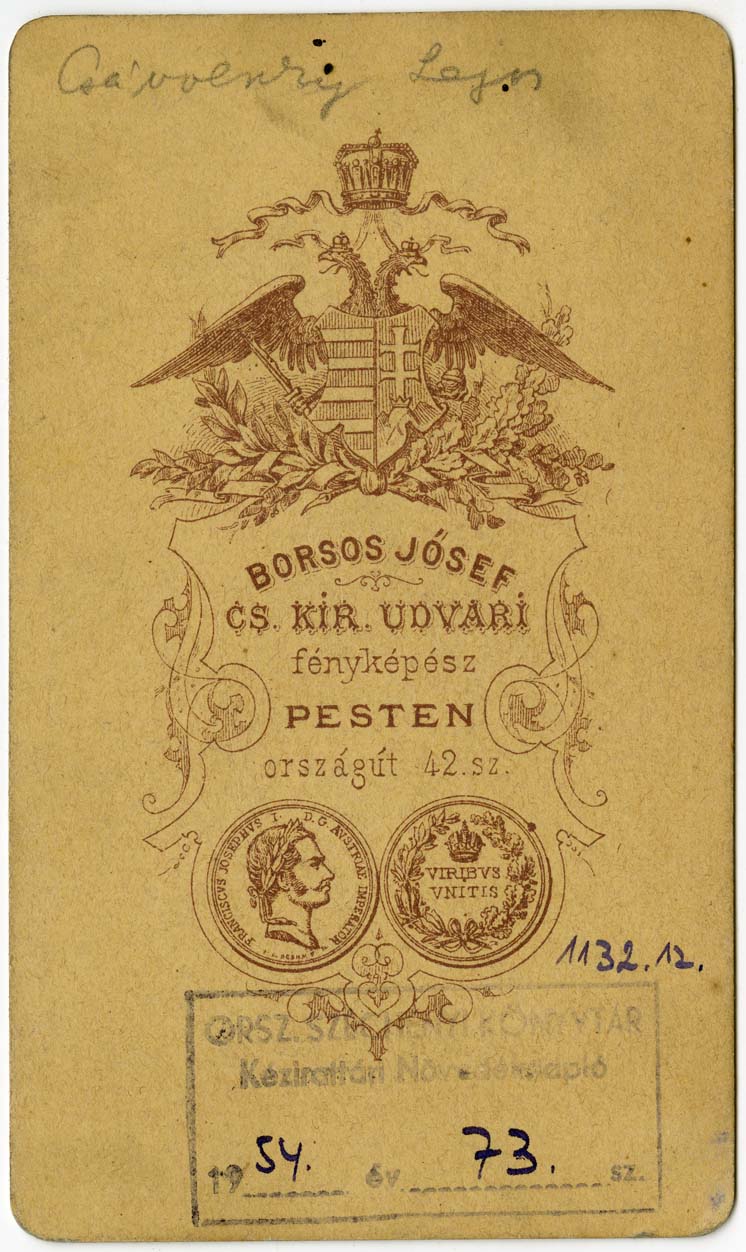 Csávolszky Lajos
BORSOS JÓSEF
CS. KIR. UDVARI
fényképész
PESTEN
országút 42.sz.
FRANCISCVS JOSEPHVS I. D.G. AVSTRIAE IMPERATOR
VIRIBVS
VNITIS
1132.12.
ORSZ. SZÉCHÉNYI KÖNYVTÁR
Kézirattári Növedéknapló
1954. év 73. sz.